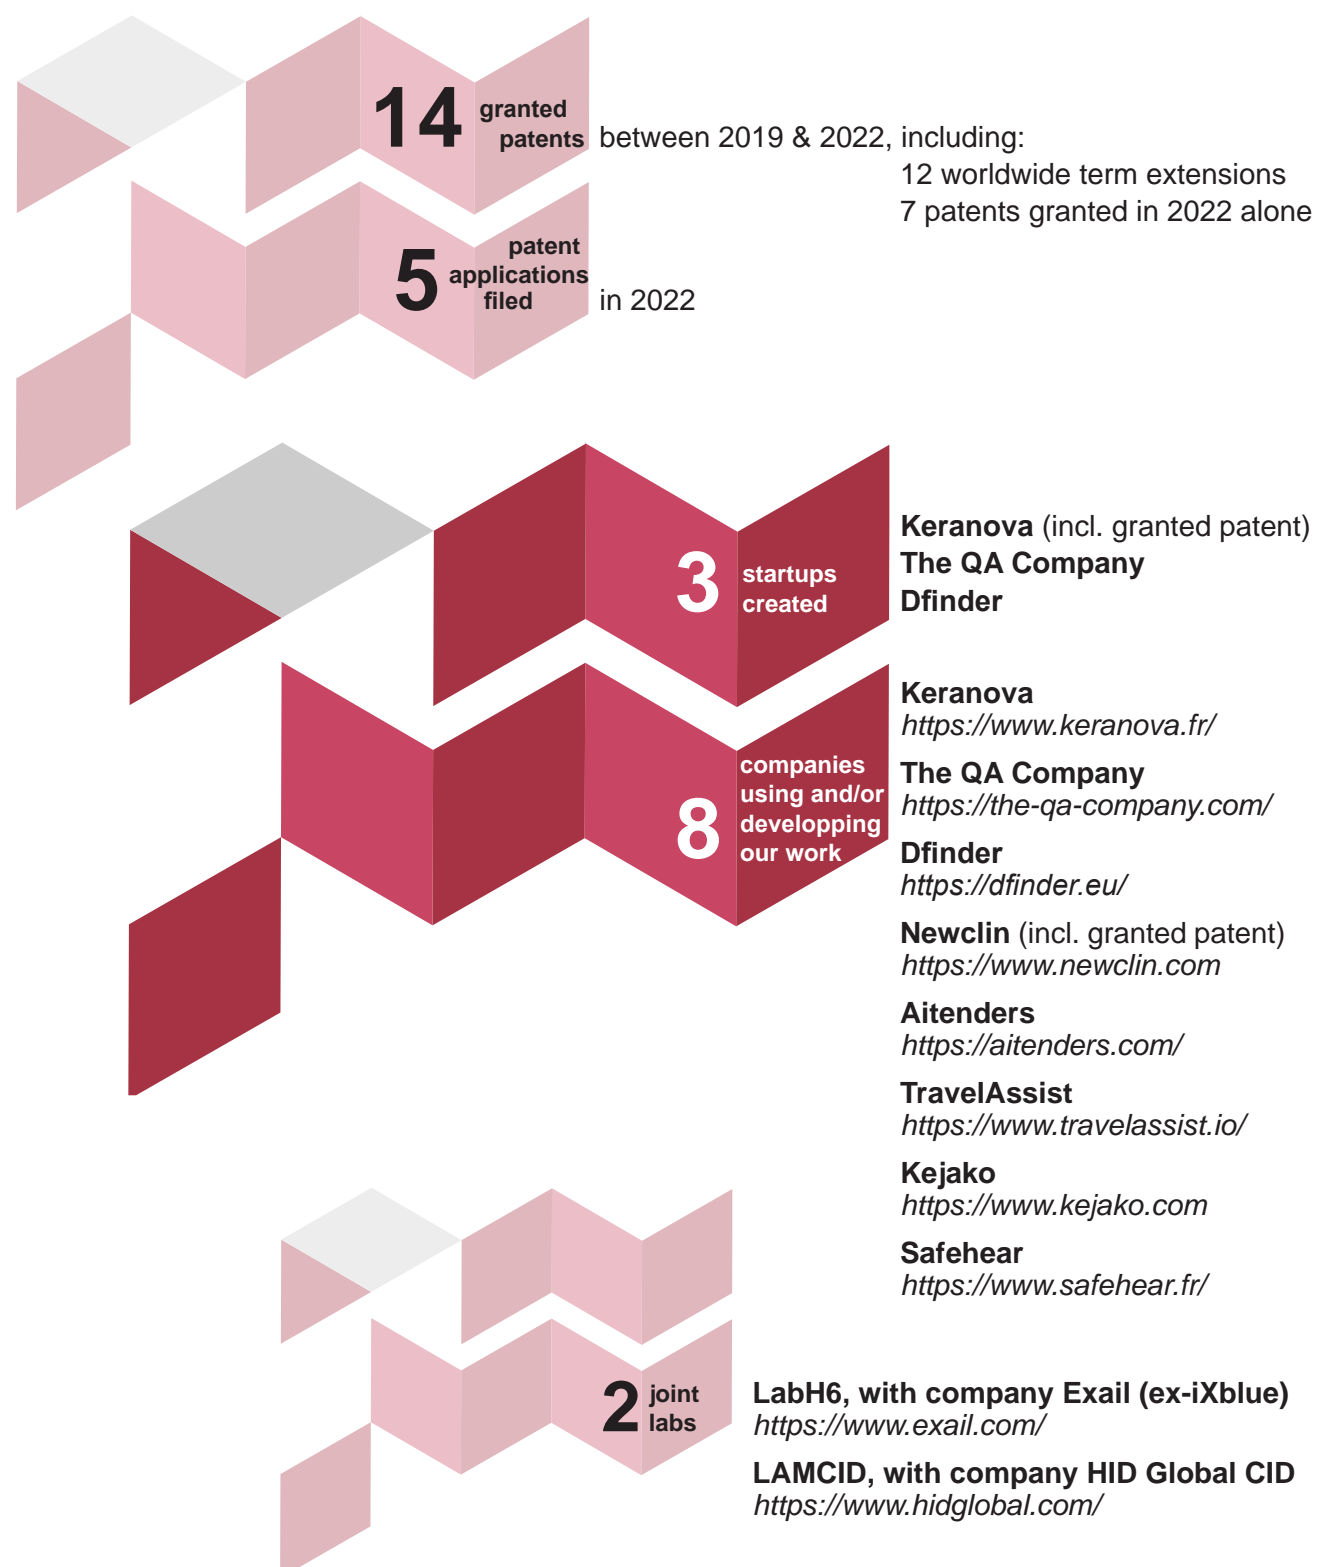 14 granted
patents between 2019 & 2022, including:
12 worldwide term extensions
7 patents granted in 2022 alone
5 patent
applications
filed in 2022
3 startups
created
Keranova (incl. granted patent)
The QA Company
Dfinder
8 companies
using and/or
developping
our work
Keranova
https://www.keranova.fr/
The QA Company
https://the-qa-company.com/
Dfinder
https://dfinder.eu/
Newclin (incl. granted patent)
https://www.newclin.com
Aitenders
https://aitenders.com/
TravelAssist
https://www.travelassist.io/
Kejako
https://www.kejako.com
Safehear
https://www.safehear.fr/
2 joint
labs
LabH6, with company Exail (ex-iXblue)
https://www.exail.com/
LAMCID, with company HID Global CID
https://www.hidglobal.com/